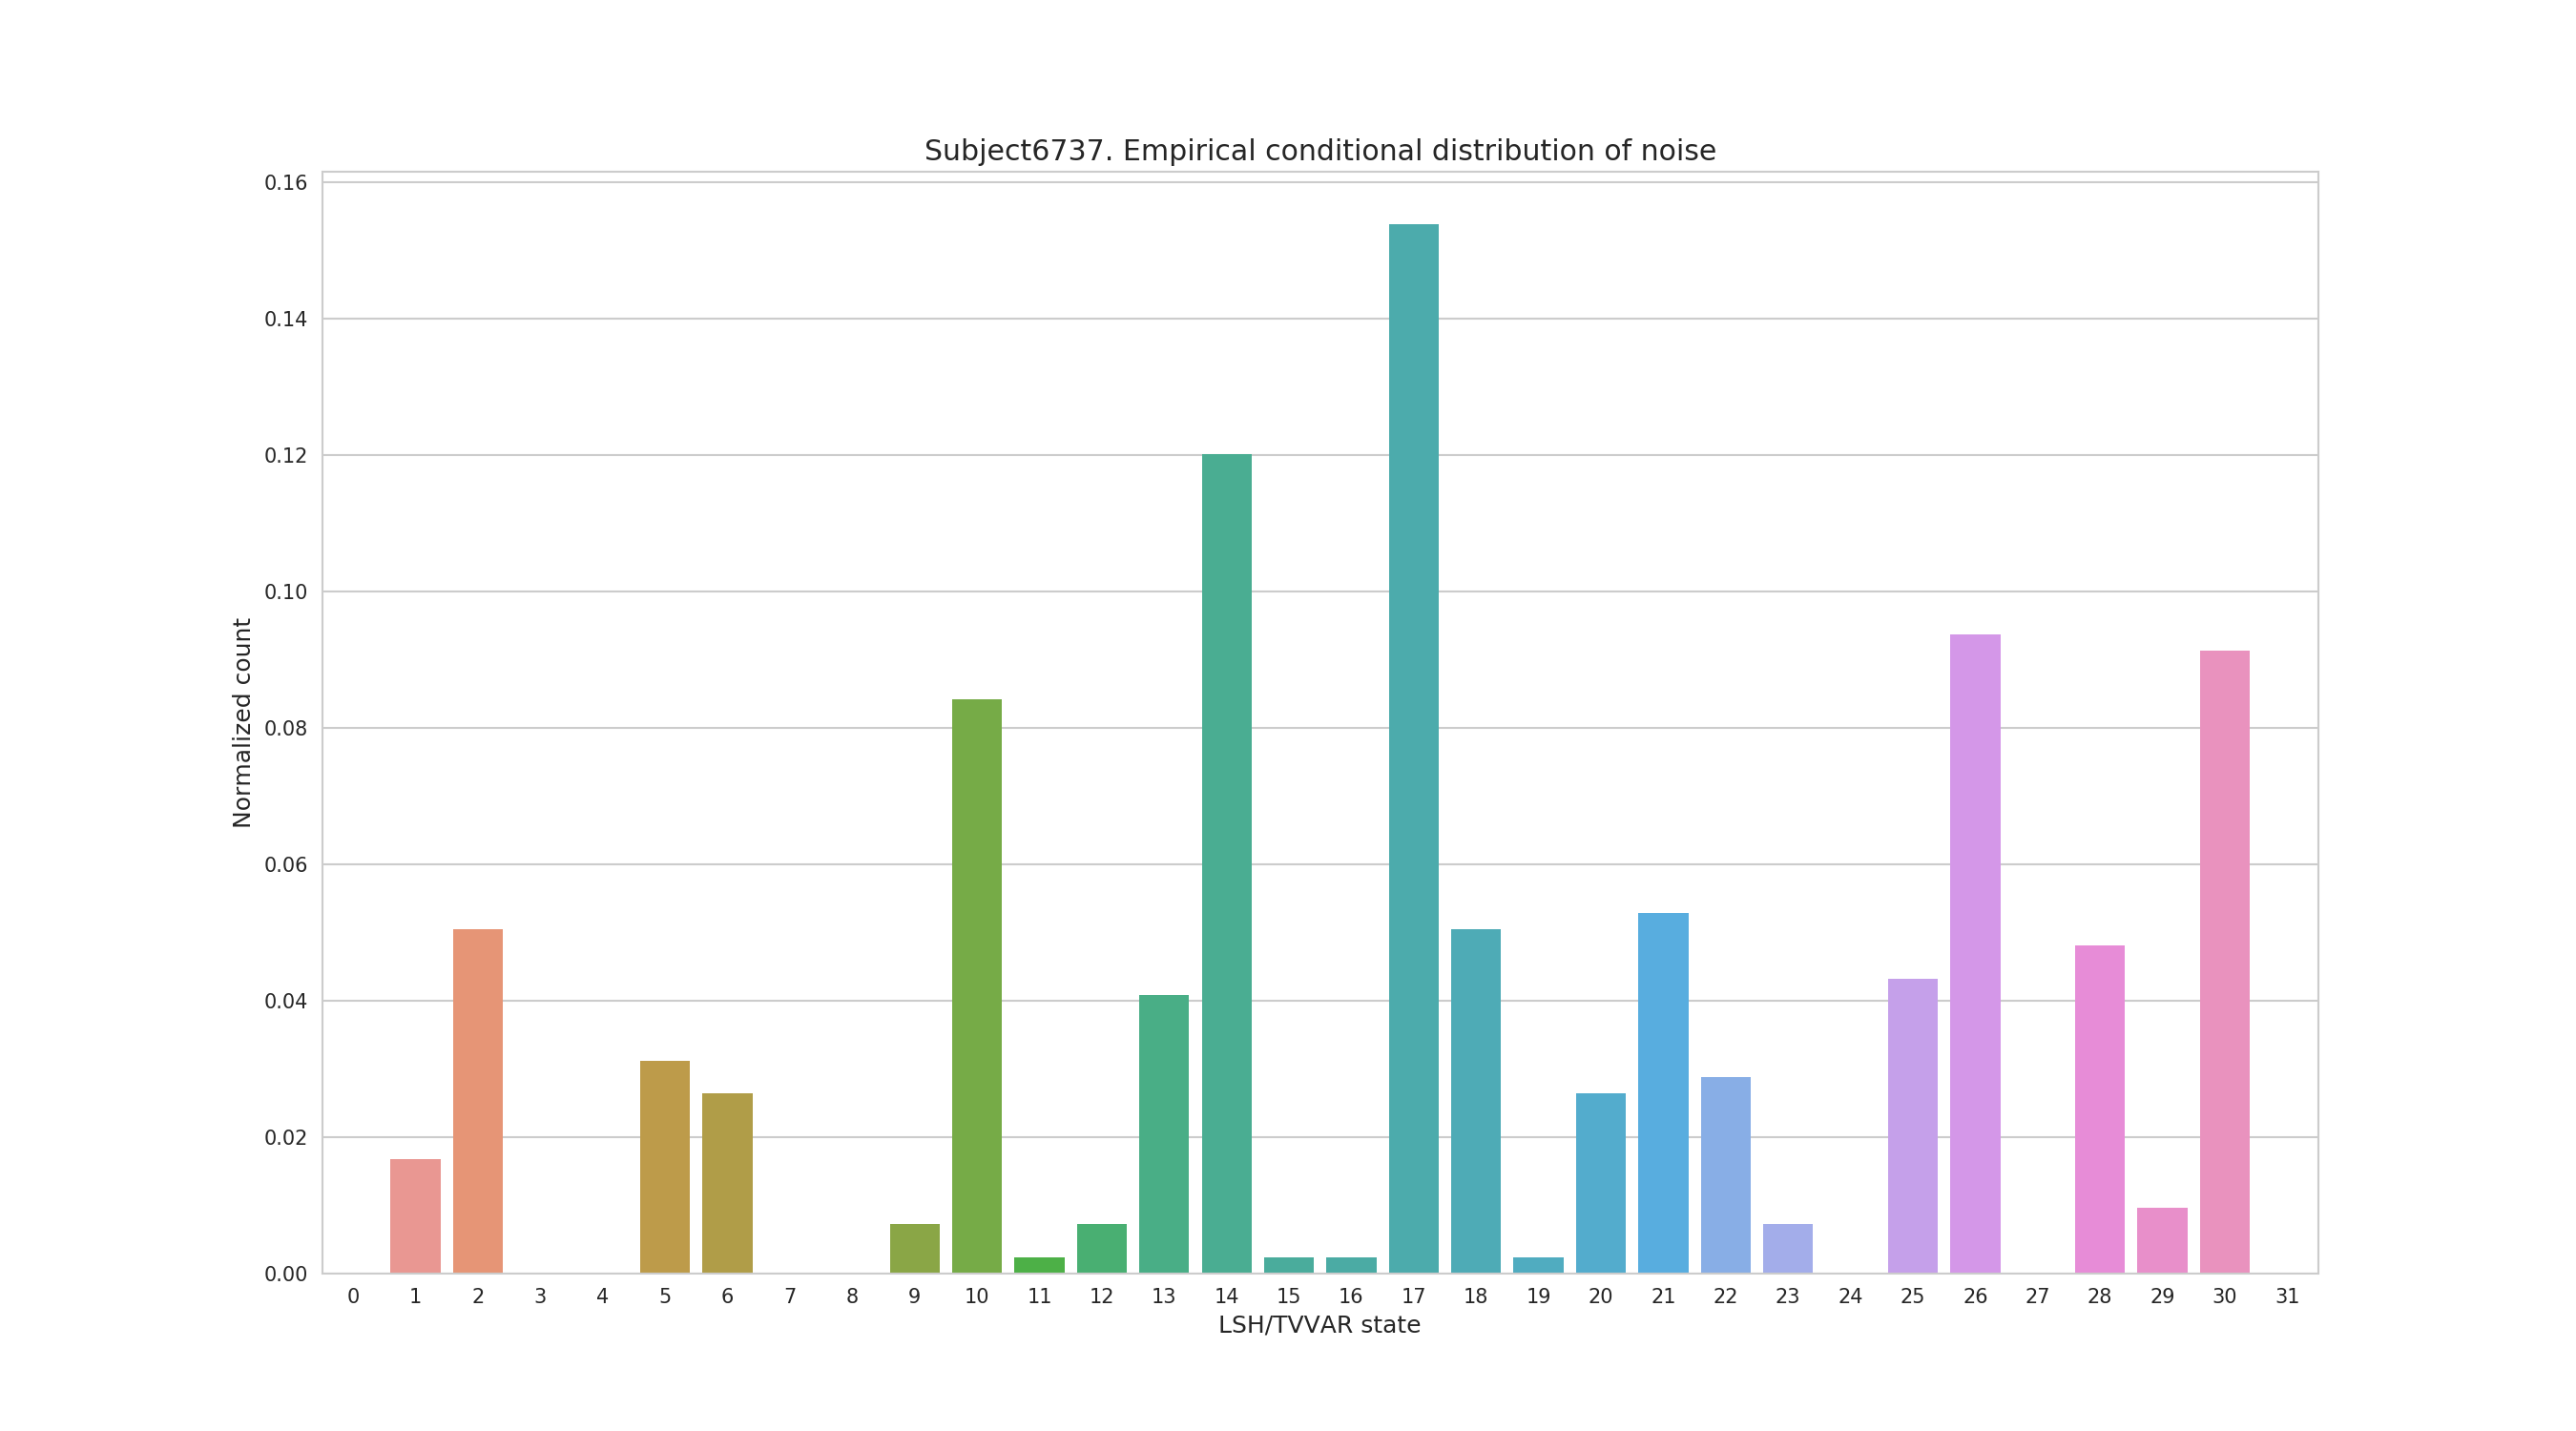 Subject6737. Empirical conditional distribution of noise
Normalized count
0.16
0.14
0.12
0.10
0.08
0.06
0.04
0.02
0.00
0 1 2 3 4 5 6 7 8 9 10 11 12 13 14 15 16 17 18 19 20 21 22 23 24 25 26 27 28 29 30 31
LSH/TVVAR state